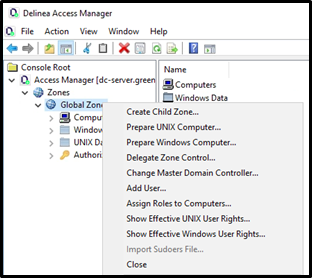 Delinea Access Manager
File Action View Window Help
Console Root
Access Manager [dc-server.green
Zones
Global Zone
Compu
Window
UNIX Da
Authoriz
Name
Computers
Windows Data
Create Child Zone...
Prepare UNIX Computer...
Prepare Windows Computer...
Delegate Zone Control...
Change Master Domain Controller...
Add User...
Assign Roles to Computers...
Show Effective UNIX User Rights...
Show Effective Windows User Rights...
Import Sudoers File...
Close